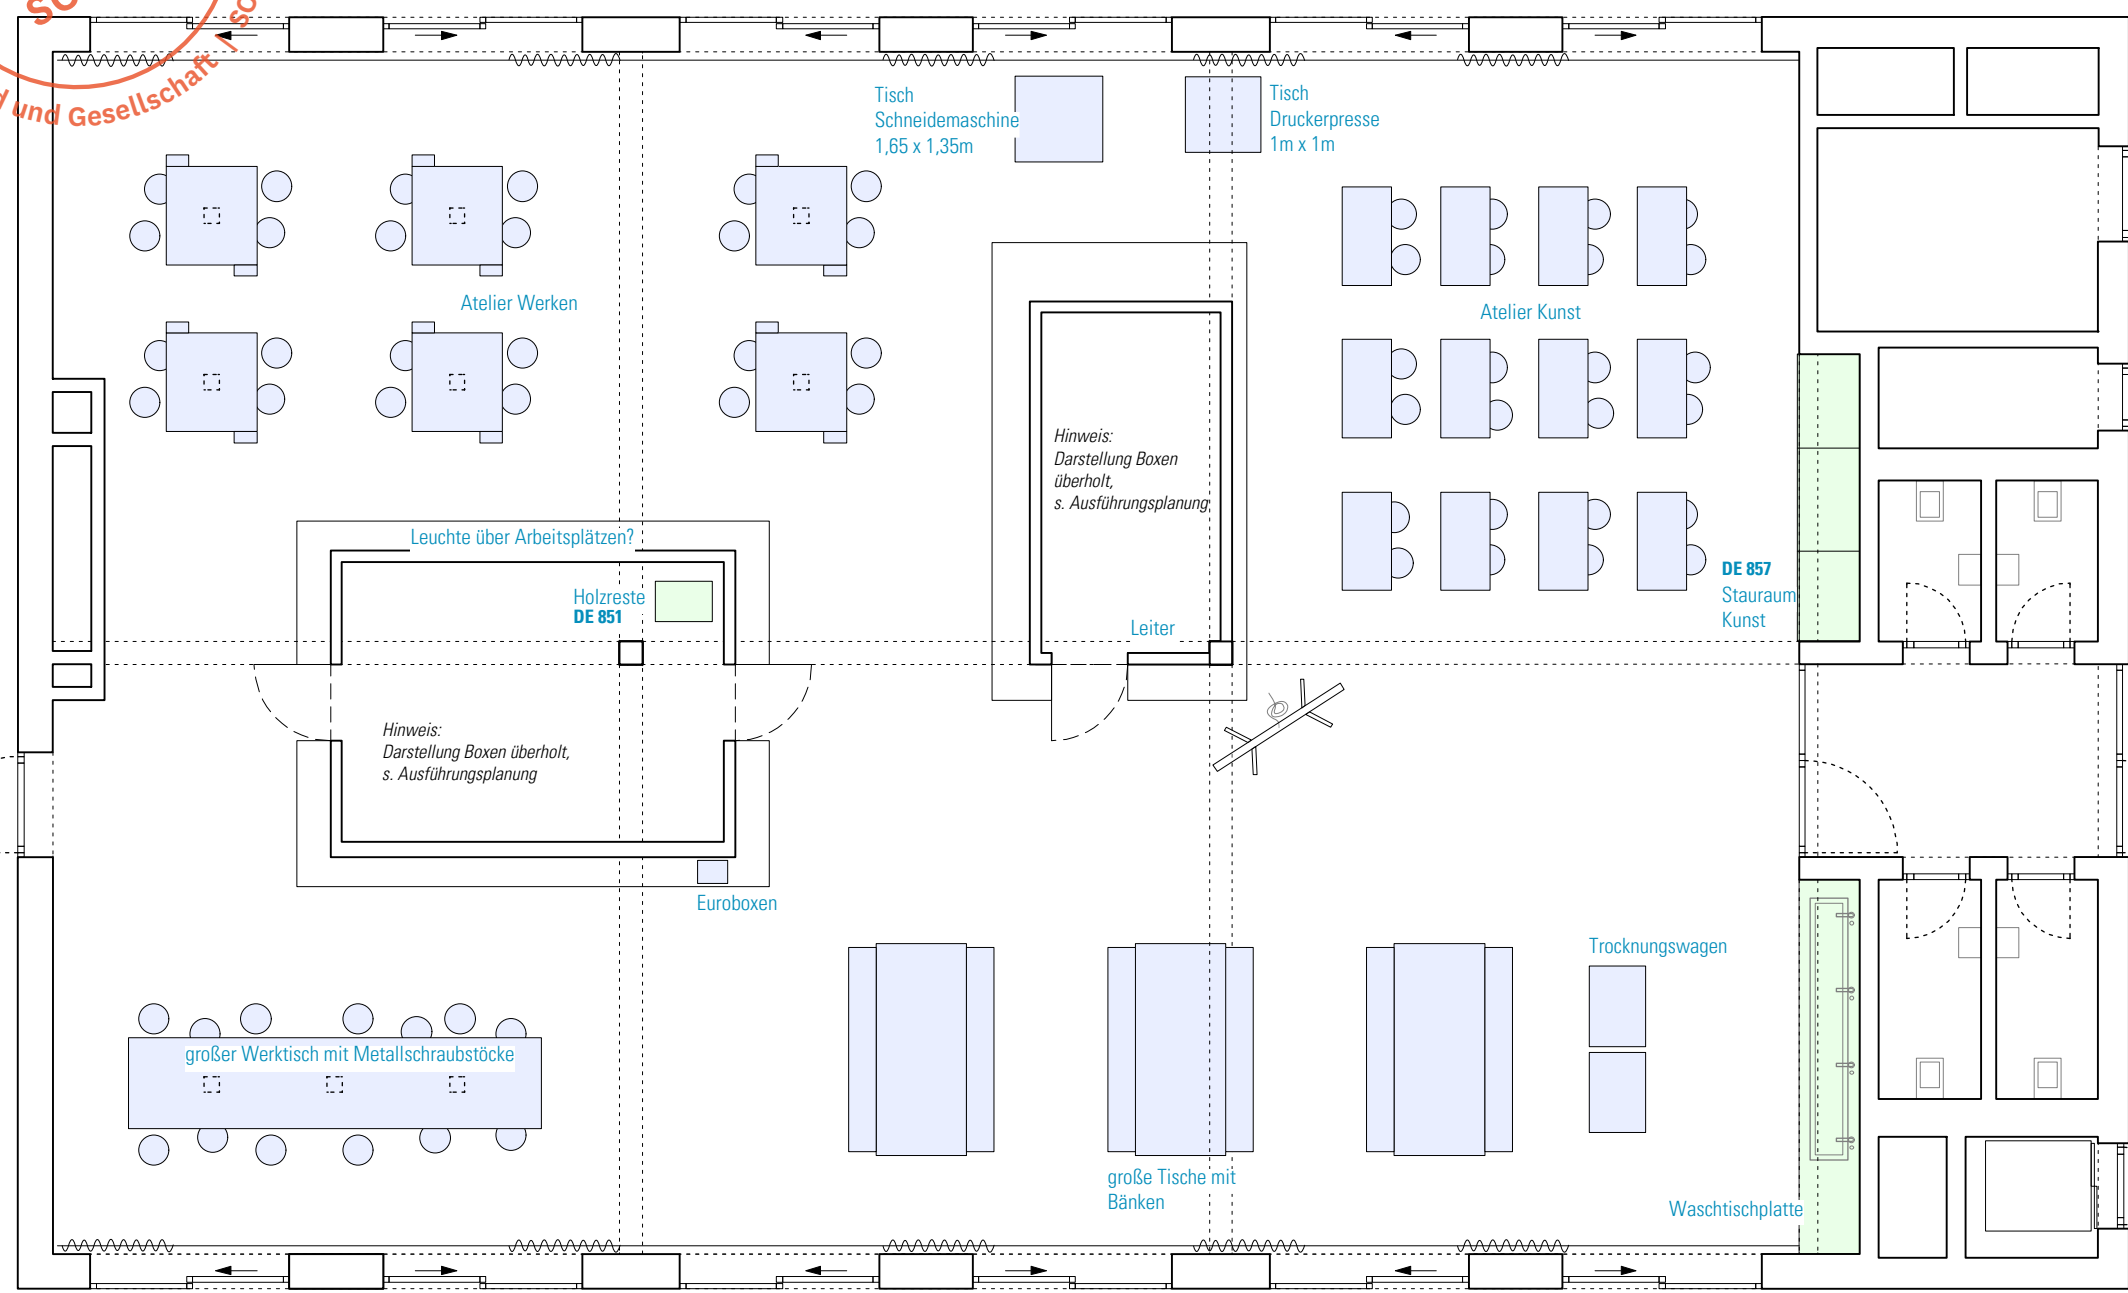 und Gesellschaft
Tisch
Schneidemaschine
1,65 x 1,35m
Tisch
Druckerpresse
1m x 1m
Atelier Werken
Atelier Kunst
Hinweis:
Darstellung Boxen
überholt,
s. Ausführungsplanung
Leuchte über Arbeitsplätzen?
Holzreste
DE 851
DE 857
Stauraum
Kunst
Leiter
Hinweis:
Darstellung Boxen überholt,
s. Ausführungsplanung
Euroboxen
Trocknungswagen
großer Werktisch mit Metallschraubstöcke
große Tische mit
Bänken
Waschtischplatte